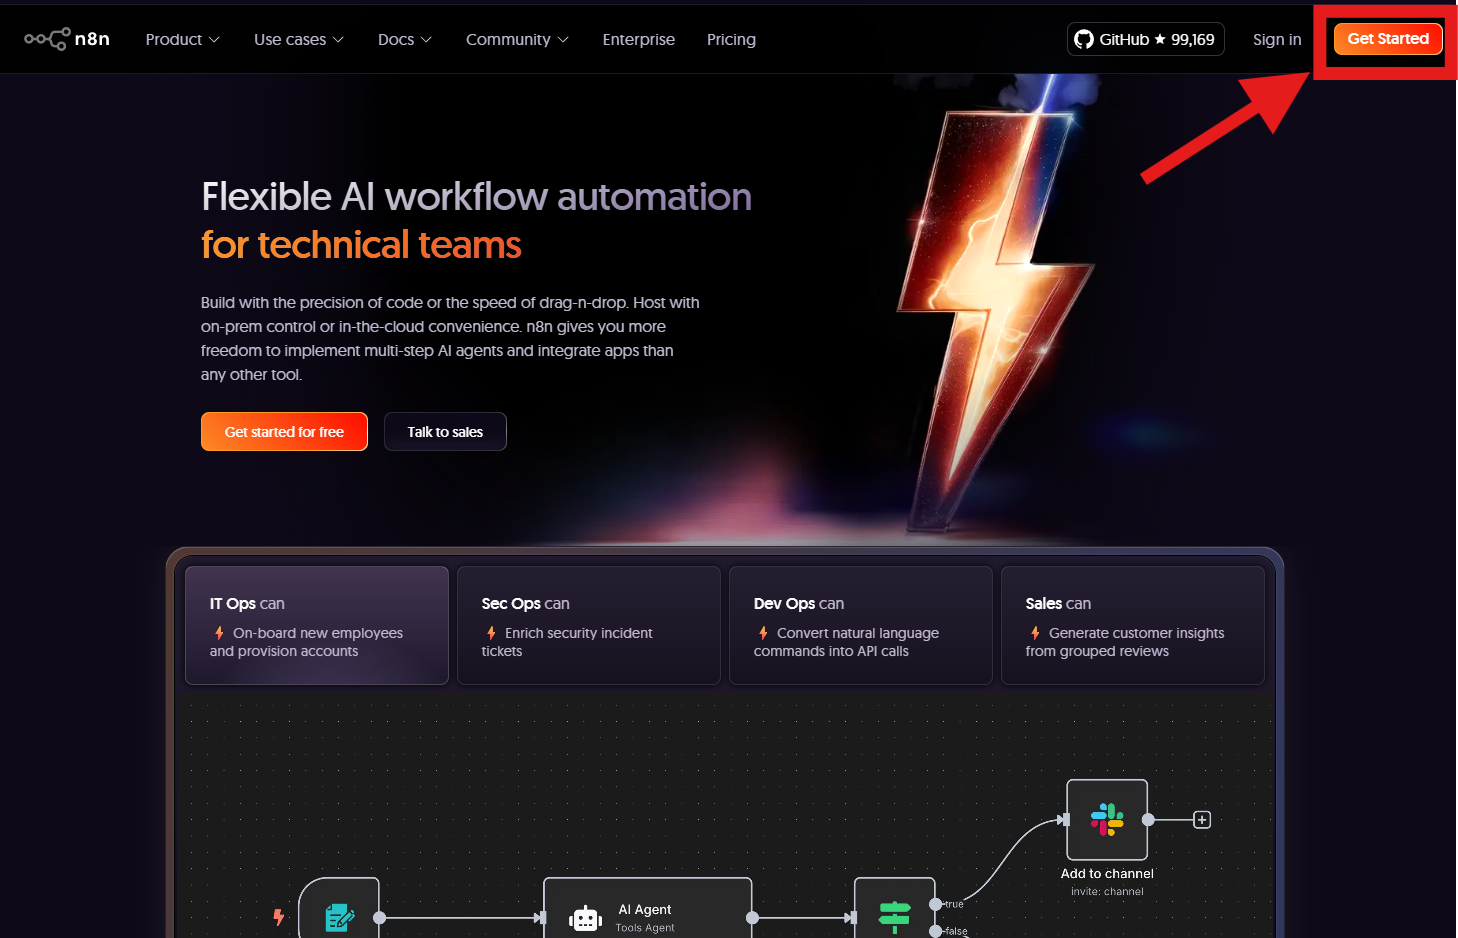 n8n
Product
Use cases
Docs
Community
Enterprise
Pricing
GitHub ★ 99,169
Sign in
Get Started
Flexible AI workflow automation
for technical teams
Build with the precision of code or the speed of drag-n-drop. Host with
on-prem control or in-the-cloud convenience. n8n gives you more
freedom to implement multi-step AI agents and integrate apps than
any other tool.
Get started for free
Talk to sales
IT Ops can
On-board new employees
and provision accounts
Sec Ops can
Enrich security incident
tickets
Dev Ops can
Convert natural language
commands into API calls
Sales can
Generate customer insights
from grouped reviews
Add to channel
invite: channel
AI Agent
Tools Agent
true
false